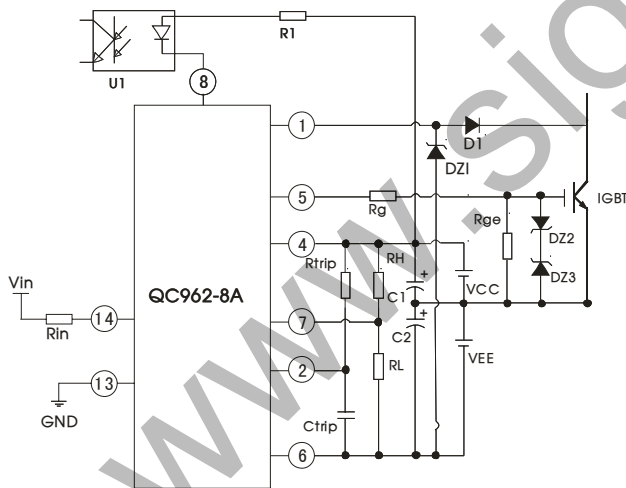 R1
U1
8
1
D1
DZ1
5
Rg
Rge
IGBT
DZ2
DZ3
4
Rtrip
RH
C1
+
VCC
QC962-8A
Vin
Rin
14
7
C2
+
2
RL
VEE
13
GND
Ctrip
6
www.sig